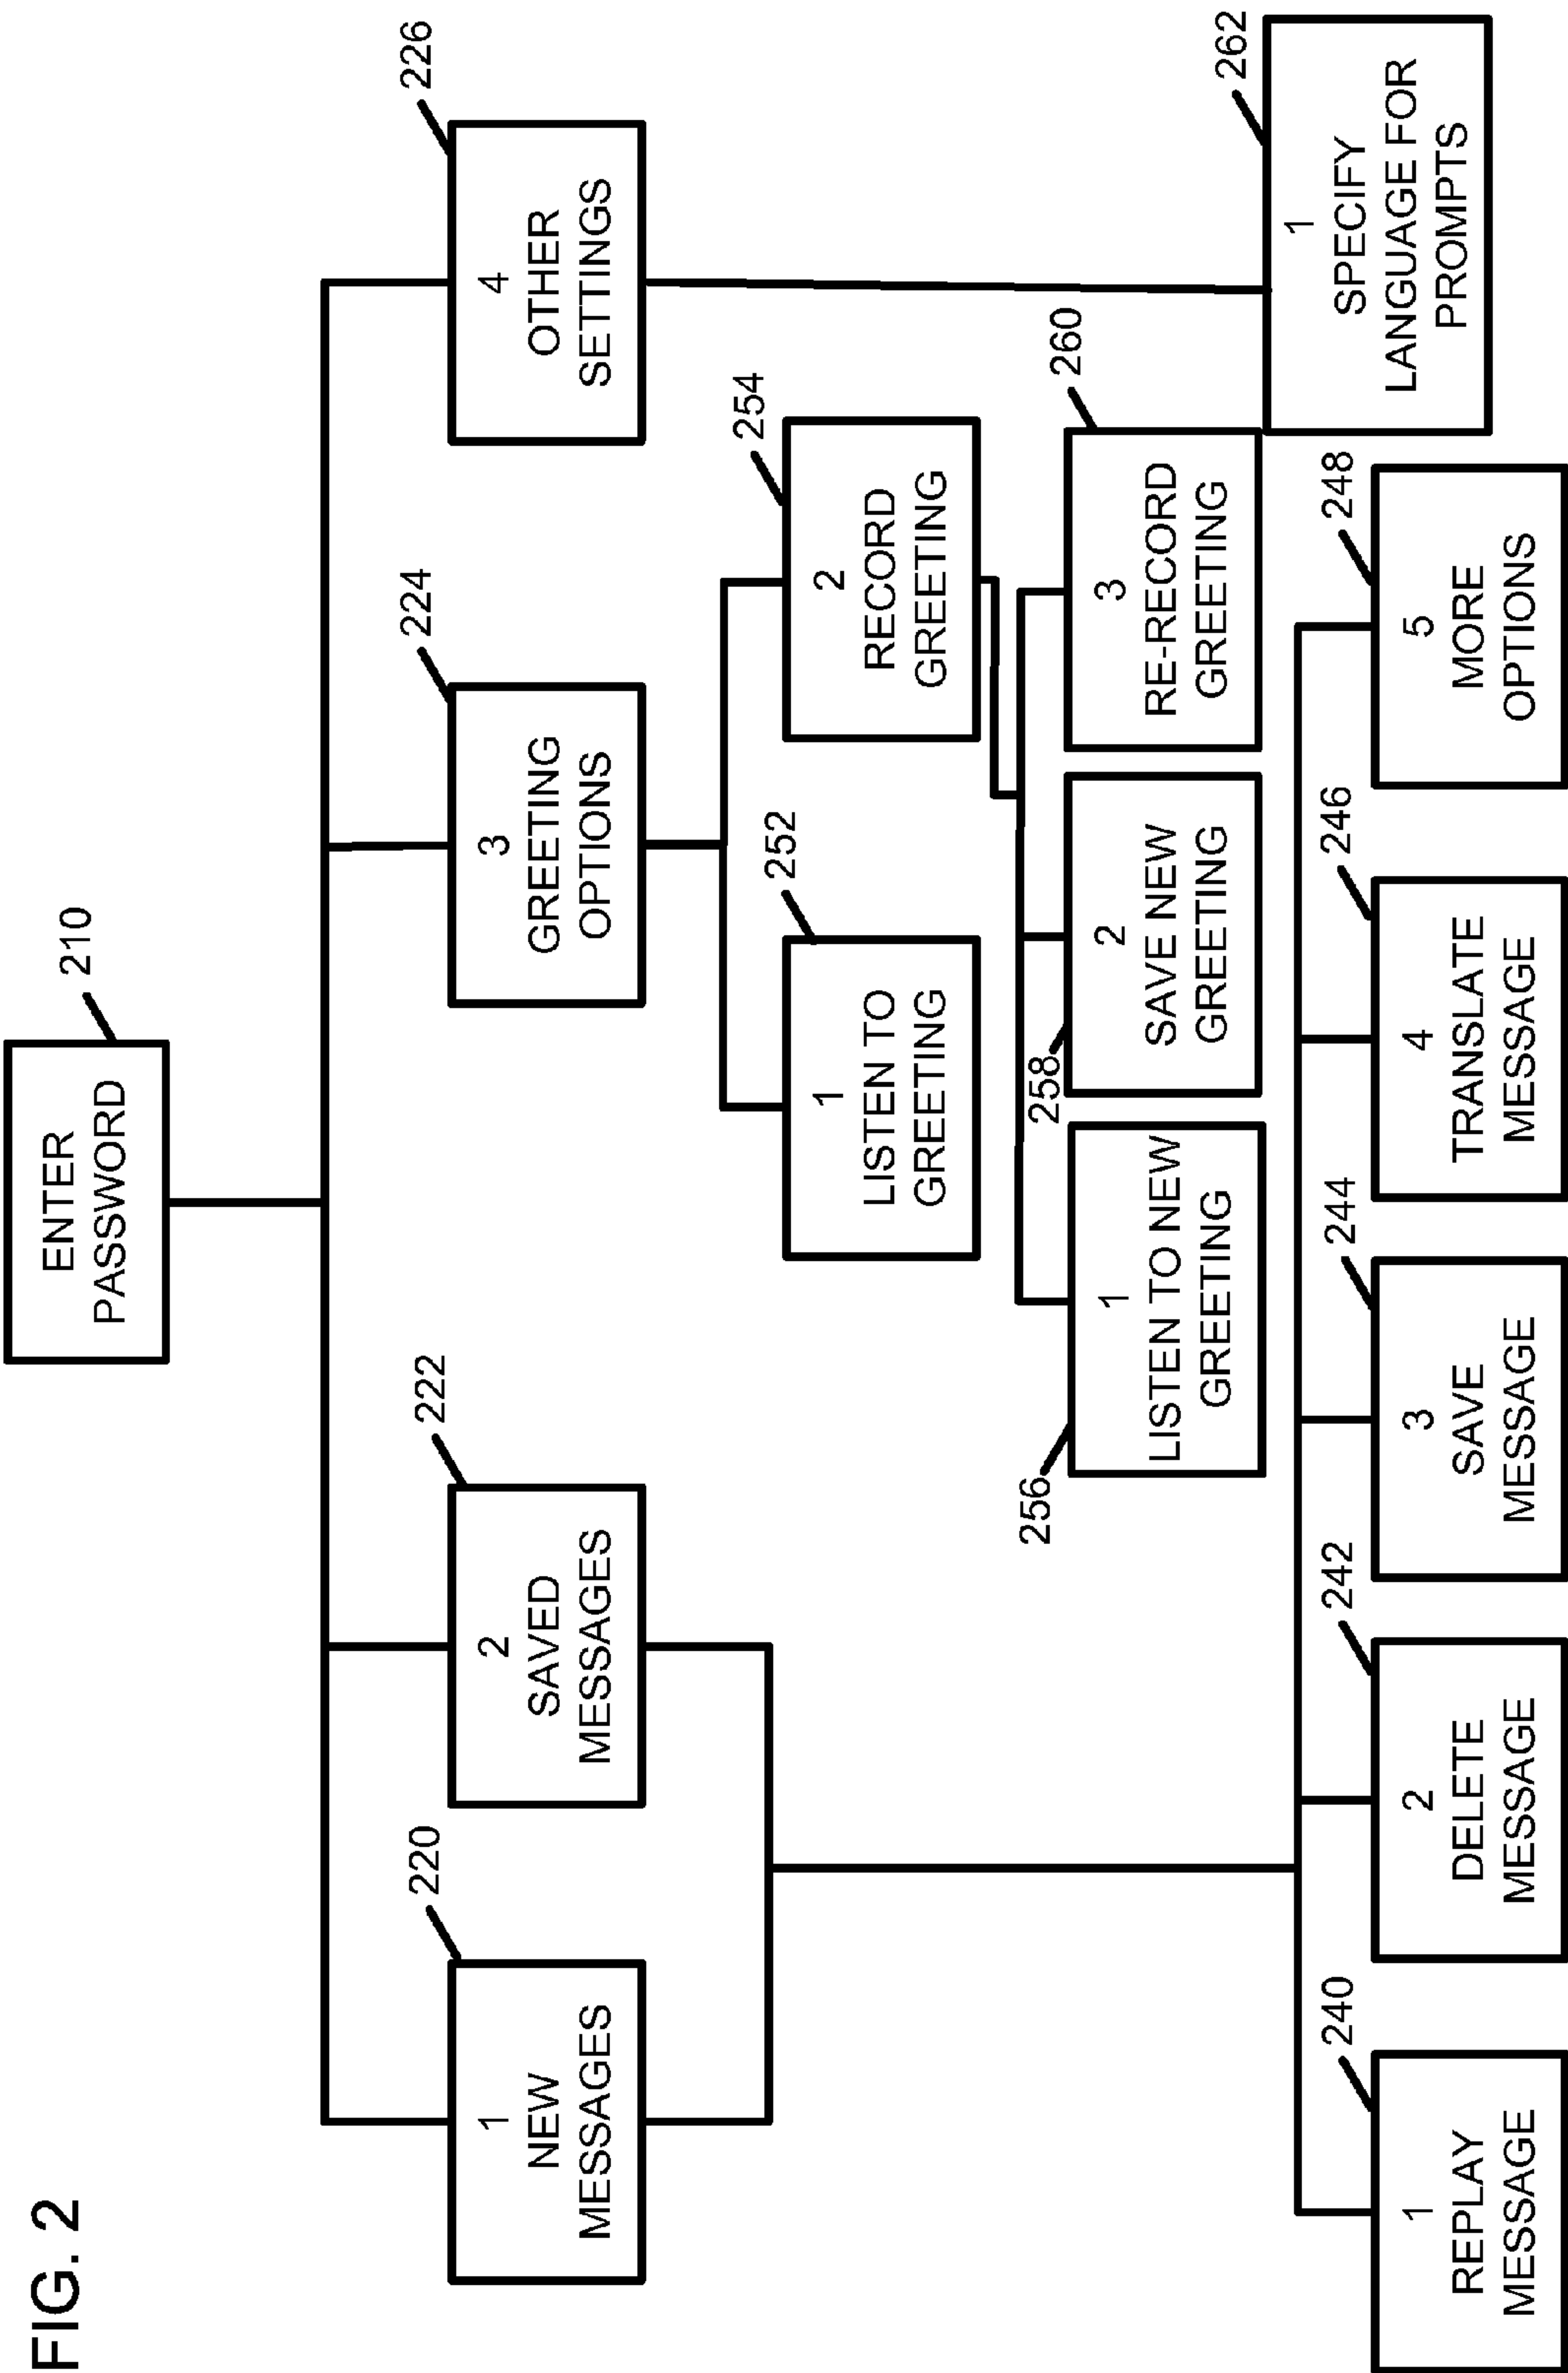 FIG. 2
ENTER
PASSWORD
210
1
NEW
MESSAGES
220
2
SAVED
MESSAGES
222
3
GREETING
OPTIONS
224
4
OTHER
SETTINGS
226
1
LISTEN TO
GREETING
252
2
RECORD
GREETING
254
1
LISTEN TO NEW
GREETING
256
2
SAVE NEW
GREETING
258
3
RE-RECORD
GREETING
260
1
SPECIFY
LANGUAGE FOR
PROMPTS
262
1
REPLAY
MESSAGE
240
2
DELETE
MESSAGE
242
3
SAVE
MESSAGE
244
4
TRANSLATE
MESSAGE
246
5
MORE
OPTIONS
248